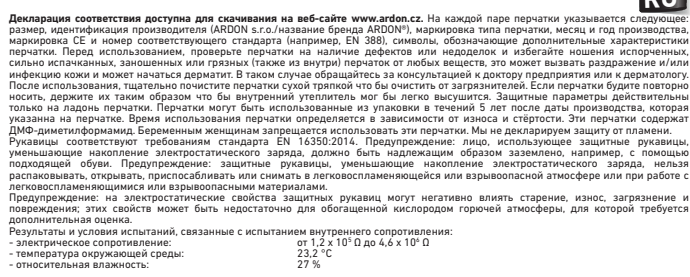 RU
Декларация соответствия доступна для скачивания на веб-сайте www.ardon.cz. На каждой паре перчатки указывается следующее:
размер, идентификация производителя (ARDON s.r.o./название бренда ARDON®), маркировка типа перчатки, месяц и год производства,
маркировка CE и номер соответствующего стандарта (например, EN 388), символы, обозначающие дополнительные характеристики
перчатки. Перед использованием, проверьте перчатки на наличие дефектов или недоделок и избегайте ношения испорченных,
сильно испачканных, заношенных или грязных (также из внутри) перчаток от любых веществ, это может вызвать раздражение и/или
инфекцию кожи и может начаться дерматит. В таком случае обращайтесь за консультацией к доктору предприятия или к дерматологу.
После использования, тщательно почистите перчатки сухой тряпкой что бы очистить от загрязнителей. Если перчатки будите повторно
носить, держите их таким образом что бы внутренний утеплитель мог бы легко высушится. Защитные параметры действительны
только на ладонь перчатки. Перчатки могут быть использованные из упаковки в течений 5 лет после даты производства, которая
указанна на перчатке. Время использования перчатки определяется в зависимости от износа и стёртости. Эти перчатки содержат
ДМФ-диметилформамид. Беременным женщинам запрещается использовать эти перчатки. Мы не декларируем защиту от пламени.
Рукавицы соответствуют требованиям стандарта EN 16350:2014. Предупреждение: лицо, использующее защитные рукавицы,
уменьшающие накопление электростатического заряда, должно быть надлежащим образом заземлено, например, с помощью
подходящей обуви. Предупреждение: защитные рукавицы, уменьшающие накопление электростатического заряда, нельзя
распаковывать, открывать, приспосабливать или снимать в легковоспламеняющейся или взрывоопасной атмосфере или при работе с
легковоспламеняющимися или взрывоопасными материалами.
Предупреждение: на электростатические свойства защитных рукавиц могут негативно влиять старение, износ, загрязнение и
повреждения; этих свойств может быть недостаточно для обогащенной кислородом горючей атмосферы, для которой требуется
дополнительная оценка.
Результаты и условия испытаний, связанные с испытанием внутреннего сопротивления:
- электрическое сопротивление: от 1,2 x 10⁵ Ω до 4,6 x 10⁶ Ω
- температура окружающей среды: 23,2 °C
- относительная влажность: 27 %